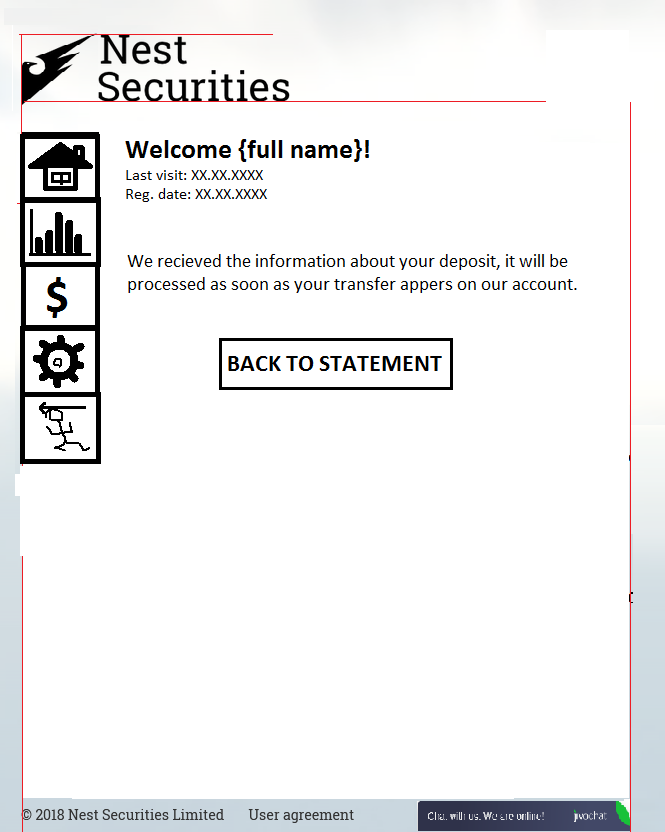 Nest
Securities
Welcome {full name}!
Last visit: XX.XX.XXXX
Reg. date: XX.XX.XXXX
We recieved the information about your deposit, it will be
processed as soon as your transfer appers on our account.
$
BACK TO STATEMENT
© 2018 Nest Securities Limited User agreement
Chat with us. We are online! jivochat